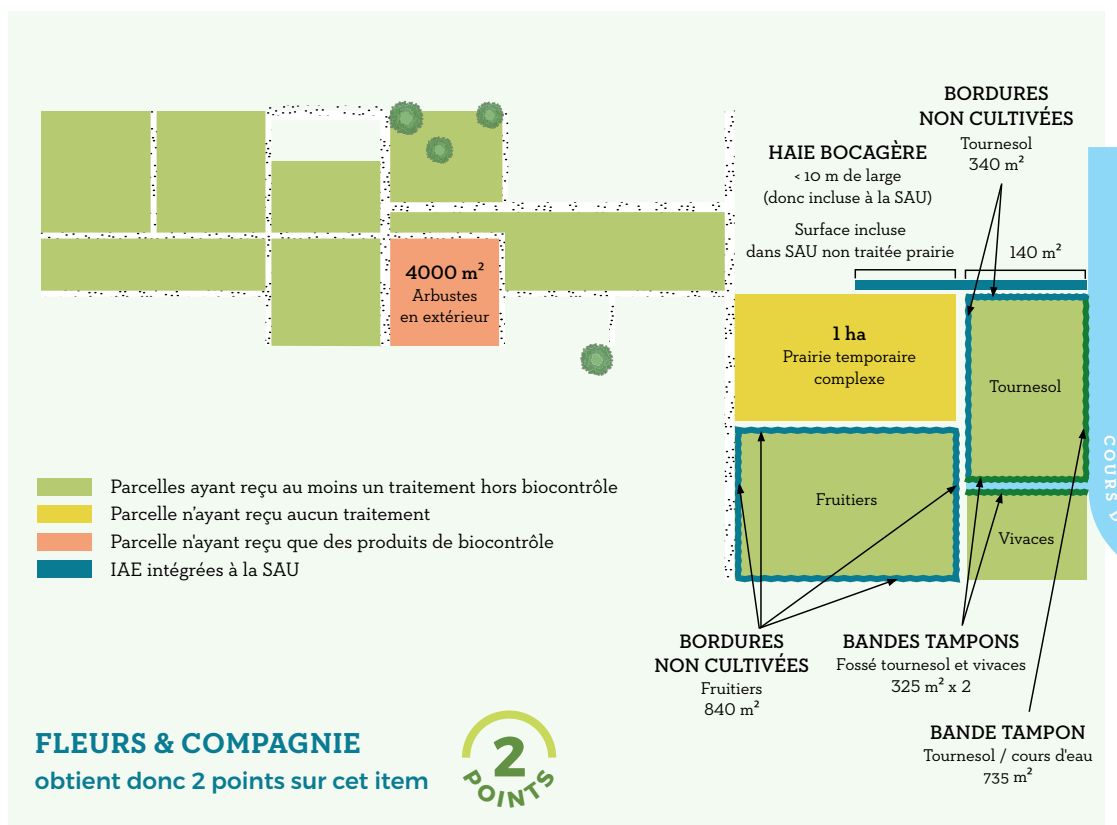 BORDURES
NON CULTIVÉES
Tournesol
340 m²
HAIE BOCAGÈRE
< 10 m de large
(donc incluse à la SAU)
Surface incluse
dans SAU non traitée prairie
140 m²
4000 m²
Arbustes
en extérieur
1 ha
Prairie temporaire
complexe
Tournesol
COURS
Fruitiers
Vivaces
Parcelles ayant reçu au moins un traitement hors biocontrôle
Parcelle n’ayant reçu aucun traitement
Parcelle n'ayant reçu que des produits de biocontrôle
IAE intégrées à la SAU
BORDURES
NON CULTIVÉES
Fruitiers
840 m²
BANDES TAMPONS
Fossé tournesol et vivaces
325 m² x 2
BANDE TAMPON
Tournesol / cours d'eau
735 m²
FLEURS & COMPAGNIE
obtient donc 2 points sur cet item
2
POINTS